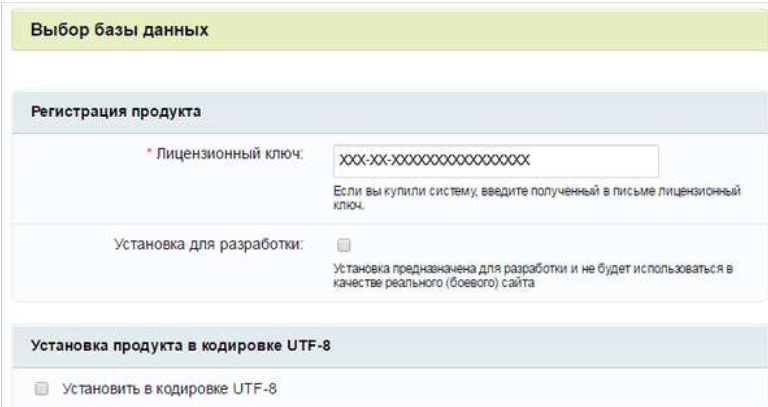 Выбор базы данных
Регистрация продукта
* Лицензионный ключ:
XXX-XX-XXXXXXXXXXXXXXXX
Если вы купили систему, введите полученный в письме лицензионный
ключ.
Установка для разработки:
Установка предназначена для разработки и не будет использоваться в
качестве реального (боевого) сайта
Установка продукта в кодировке UTF-8
Установить в кодировке UTF-8